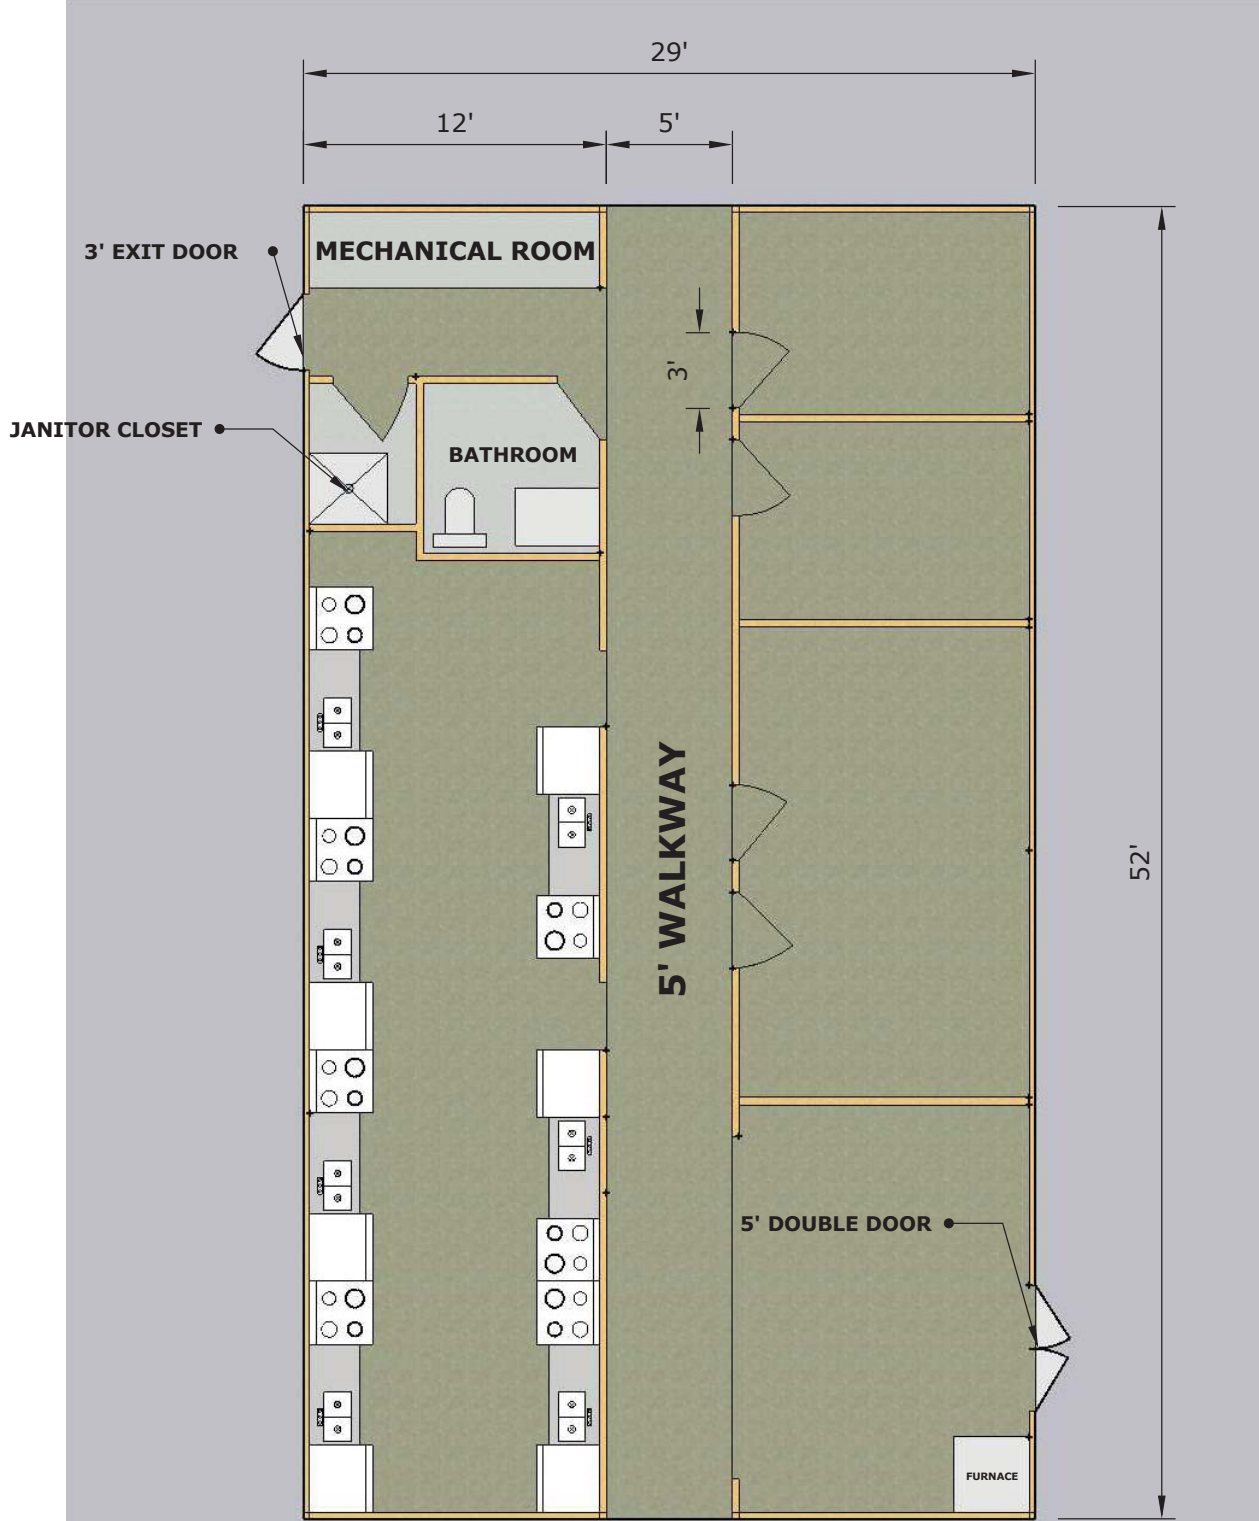 29'
12'
5'
3' EXIT DOOR
MECHANICAL ROOM
3'
JANITOR CLOSET
BATHROOM
5' WALKWAY
52'
5' DOUBLE DOOR
FURNACE